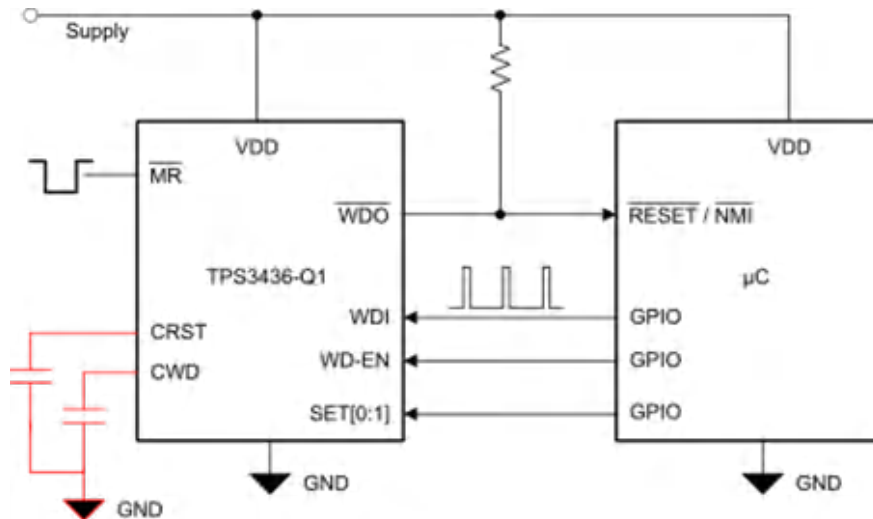 Supply
VDD
VDD
MR
WDO
RESET / NMI
TPS3436-Q1
µC
WDI
GPIO
CRST
WD-EN
GPIO
CWD
SET[0:1]
GPIO
GND
GND
GND